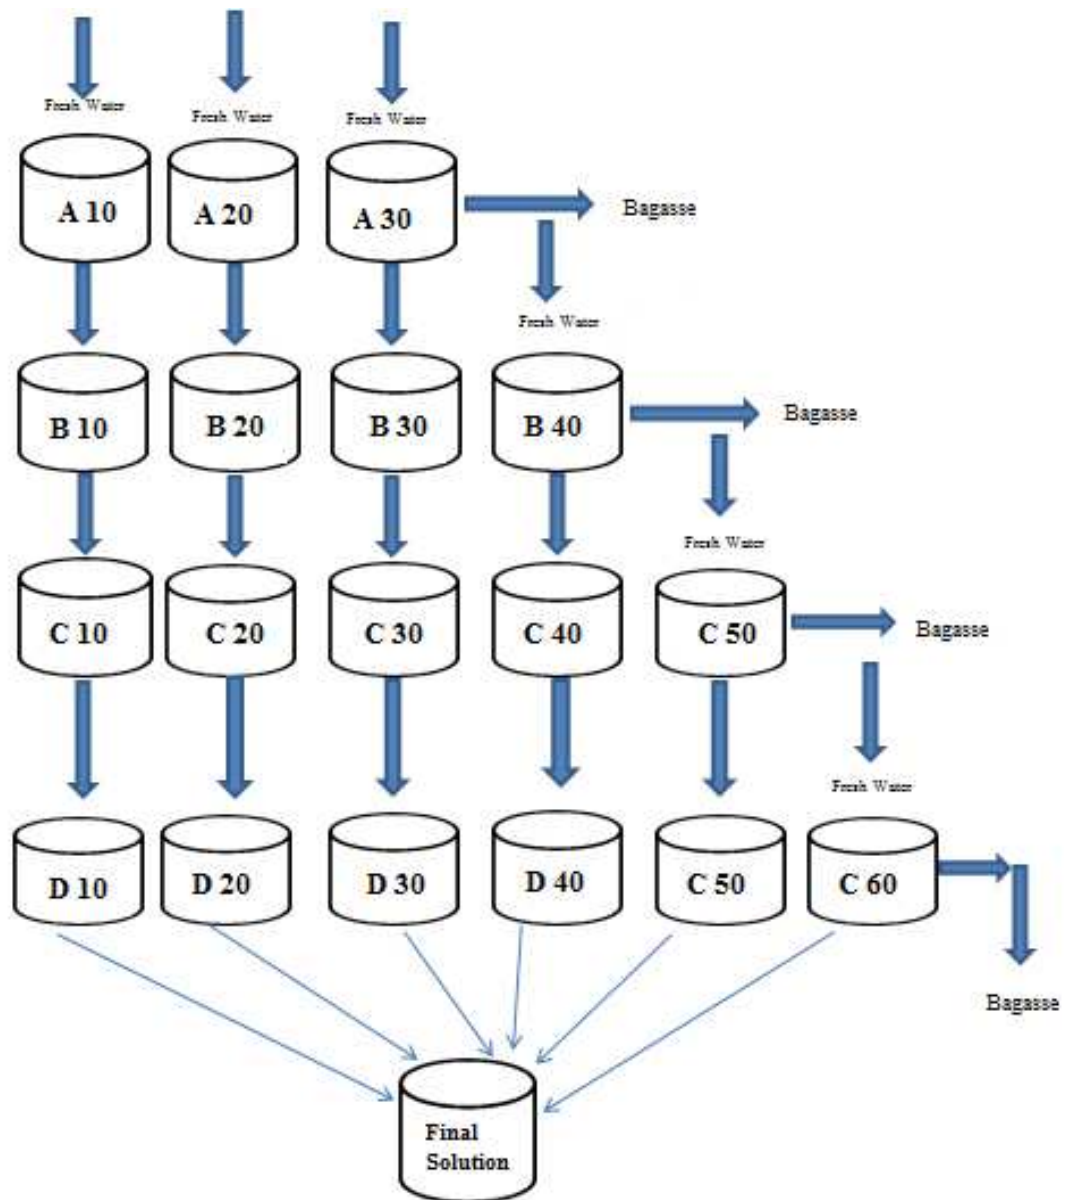 Fresh Water
Fresh Water
Fresh Water
A 10
A 20
A 30
Bagasse
Fresh Water
B 10
B 20
B 30
B 40
Bagasse
Fresh Water
C 10
C 20
C 30
C 40
C 50
Bagasse
Fresh Water
D 10
D 20
D 30
D 40
C 50
C 60
Bagasse
Final
Solution